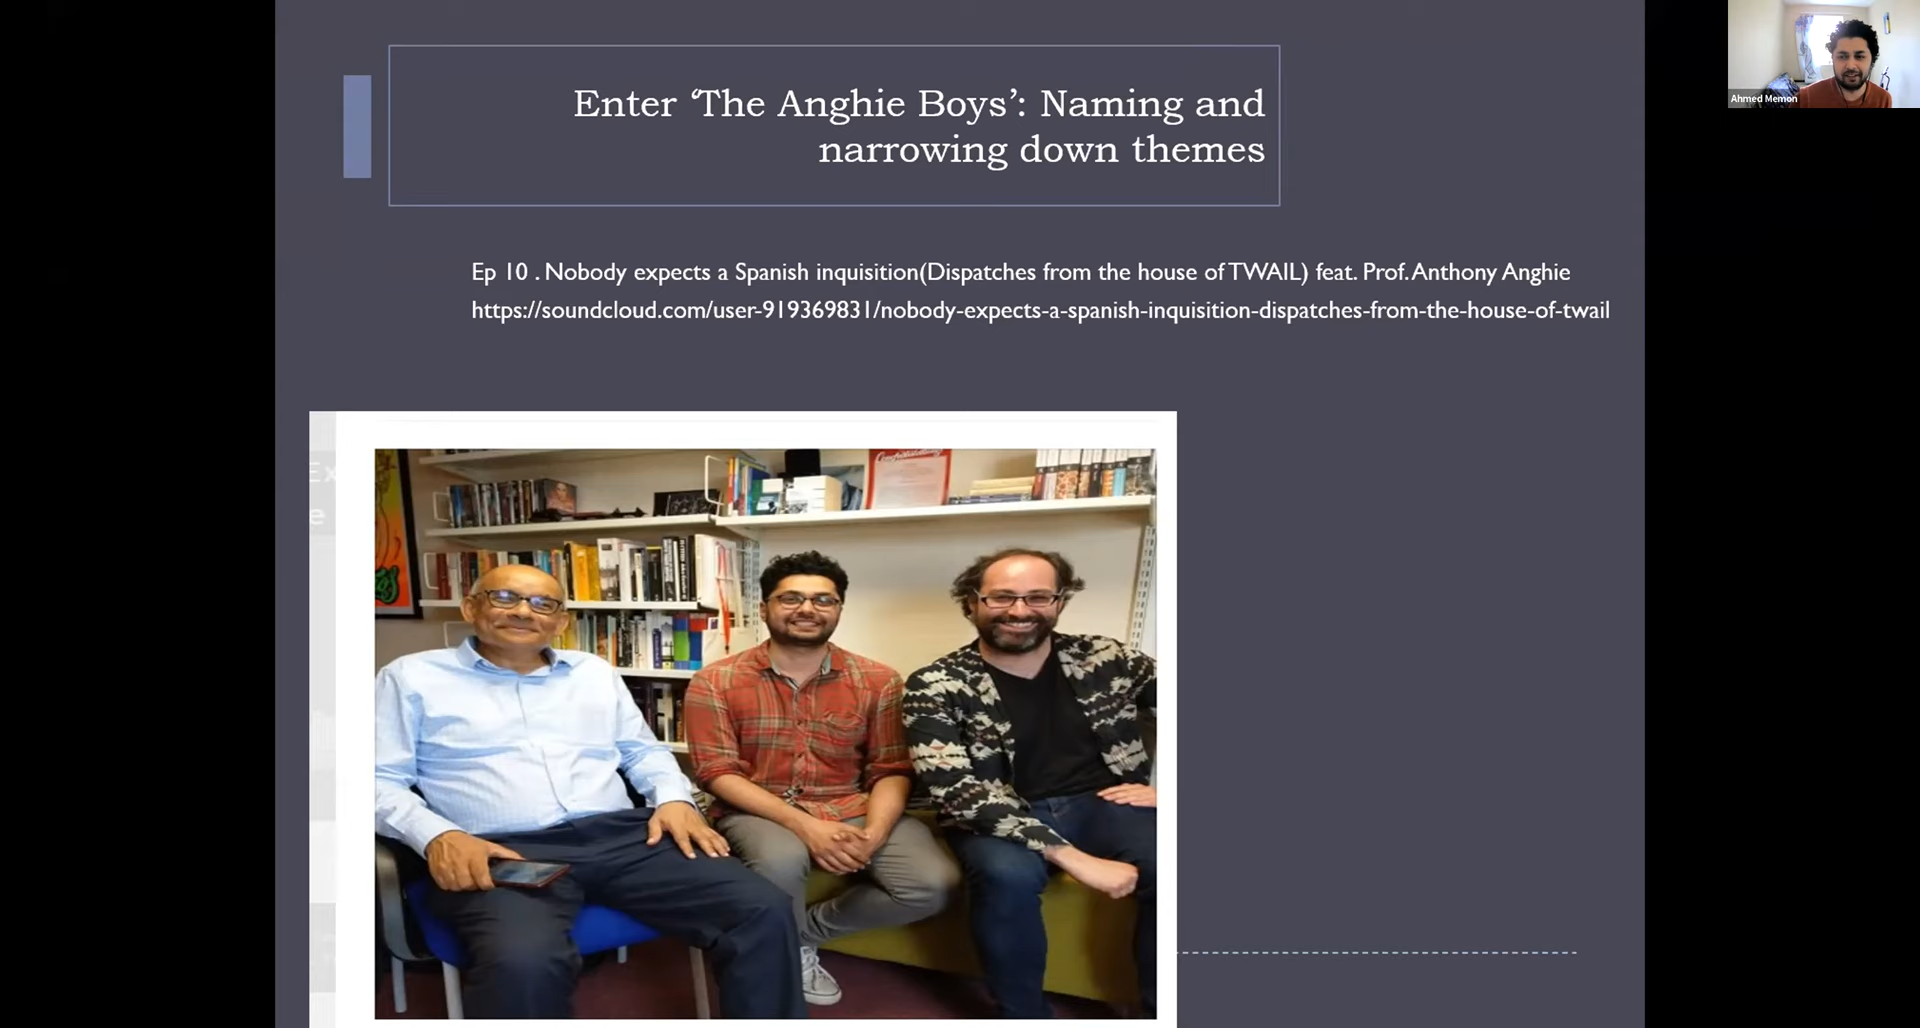 Enter ‘The Anghie Boys’: Naming and
narrowing down themes
Ahmed Memon
Ep 10 . Nobody expects a Spanish inquisition(Dispatches from the house of TWAIL) feat. Prof. Anthony Anghie
https://soundcloud.com/user-919369831/nobody-expects-a-spanish-inquisition-dispatches-from-the-house-of-twail
Ex
e
Congratulations